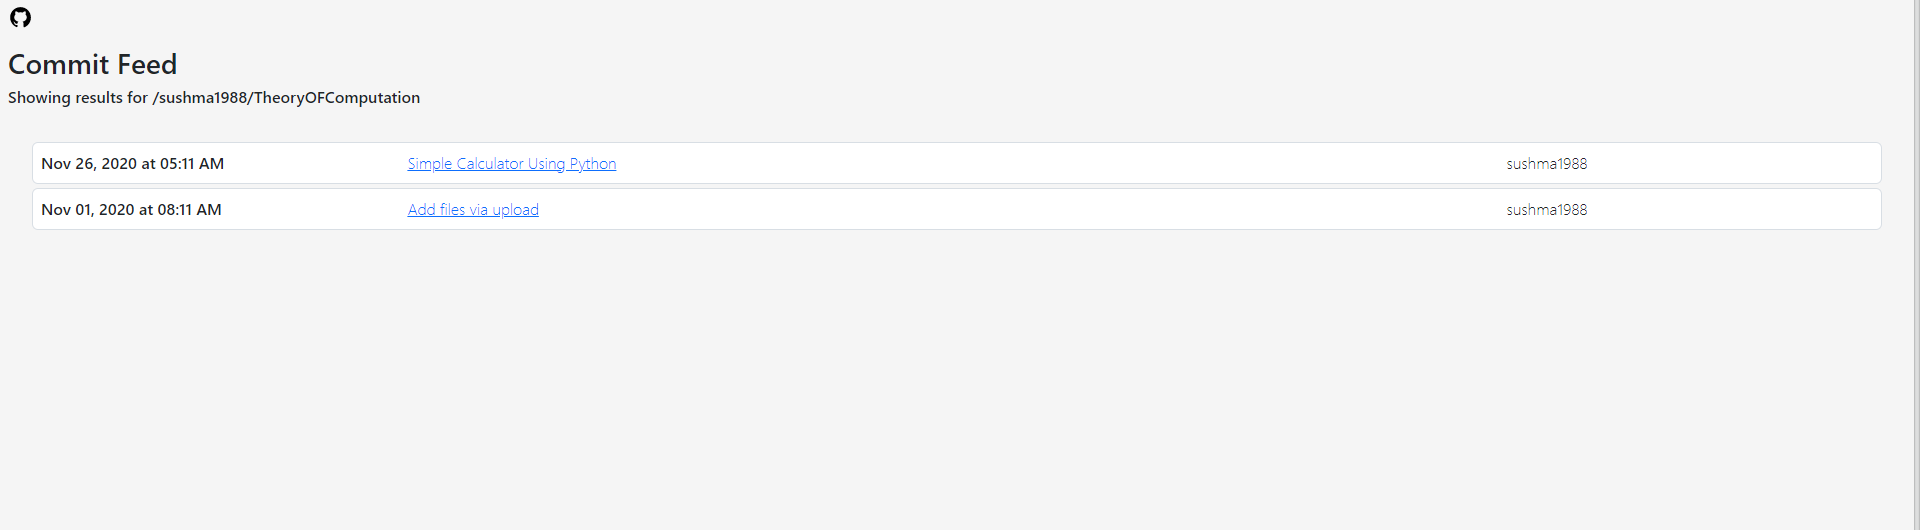 Commit Feed
Showing results for /sushma1988/TheoryOFComputation
Nov 26, 2020 at 05:11 AM Simple Calculator Using Python sushma1988
Nov 01, 2020 at 08:11 AM Add files via upload sushma1988